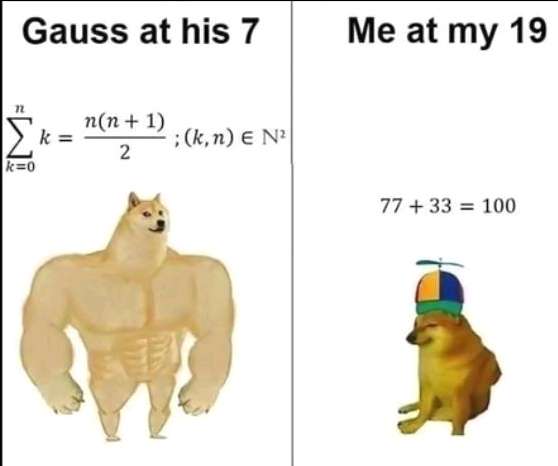 Gauss at his 7
n
∑ k = n(n + 1) / 2 ; (k, n) ∈ ℕ²
k=0
Me at my 19
77 + 33 = 100